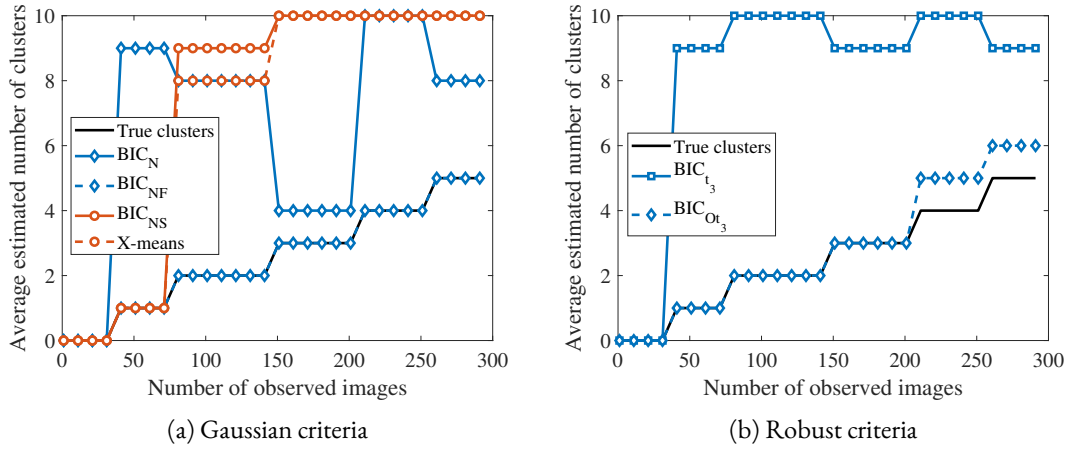 Average estimated number of clusters
10
8
6
4
2
0
True clusters
BIC_N
BIC_NF
BIC_NS
X-means
0 50 100 150 200 250 300
Number of observed images
(a) Gaussian criteria
Average estimated number of clusters
10
8
6
4
2
0
True clusters
BIC_t_3
BIC_Ot_3
0 50 100 150 200 250 300
Number of observed images
(b) Robust criteria